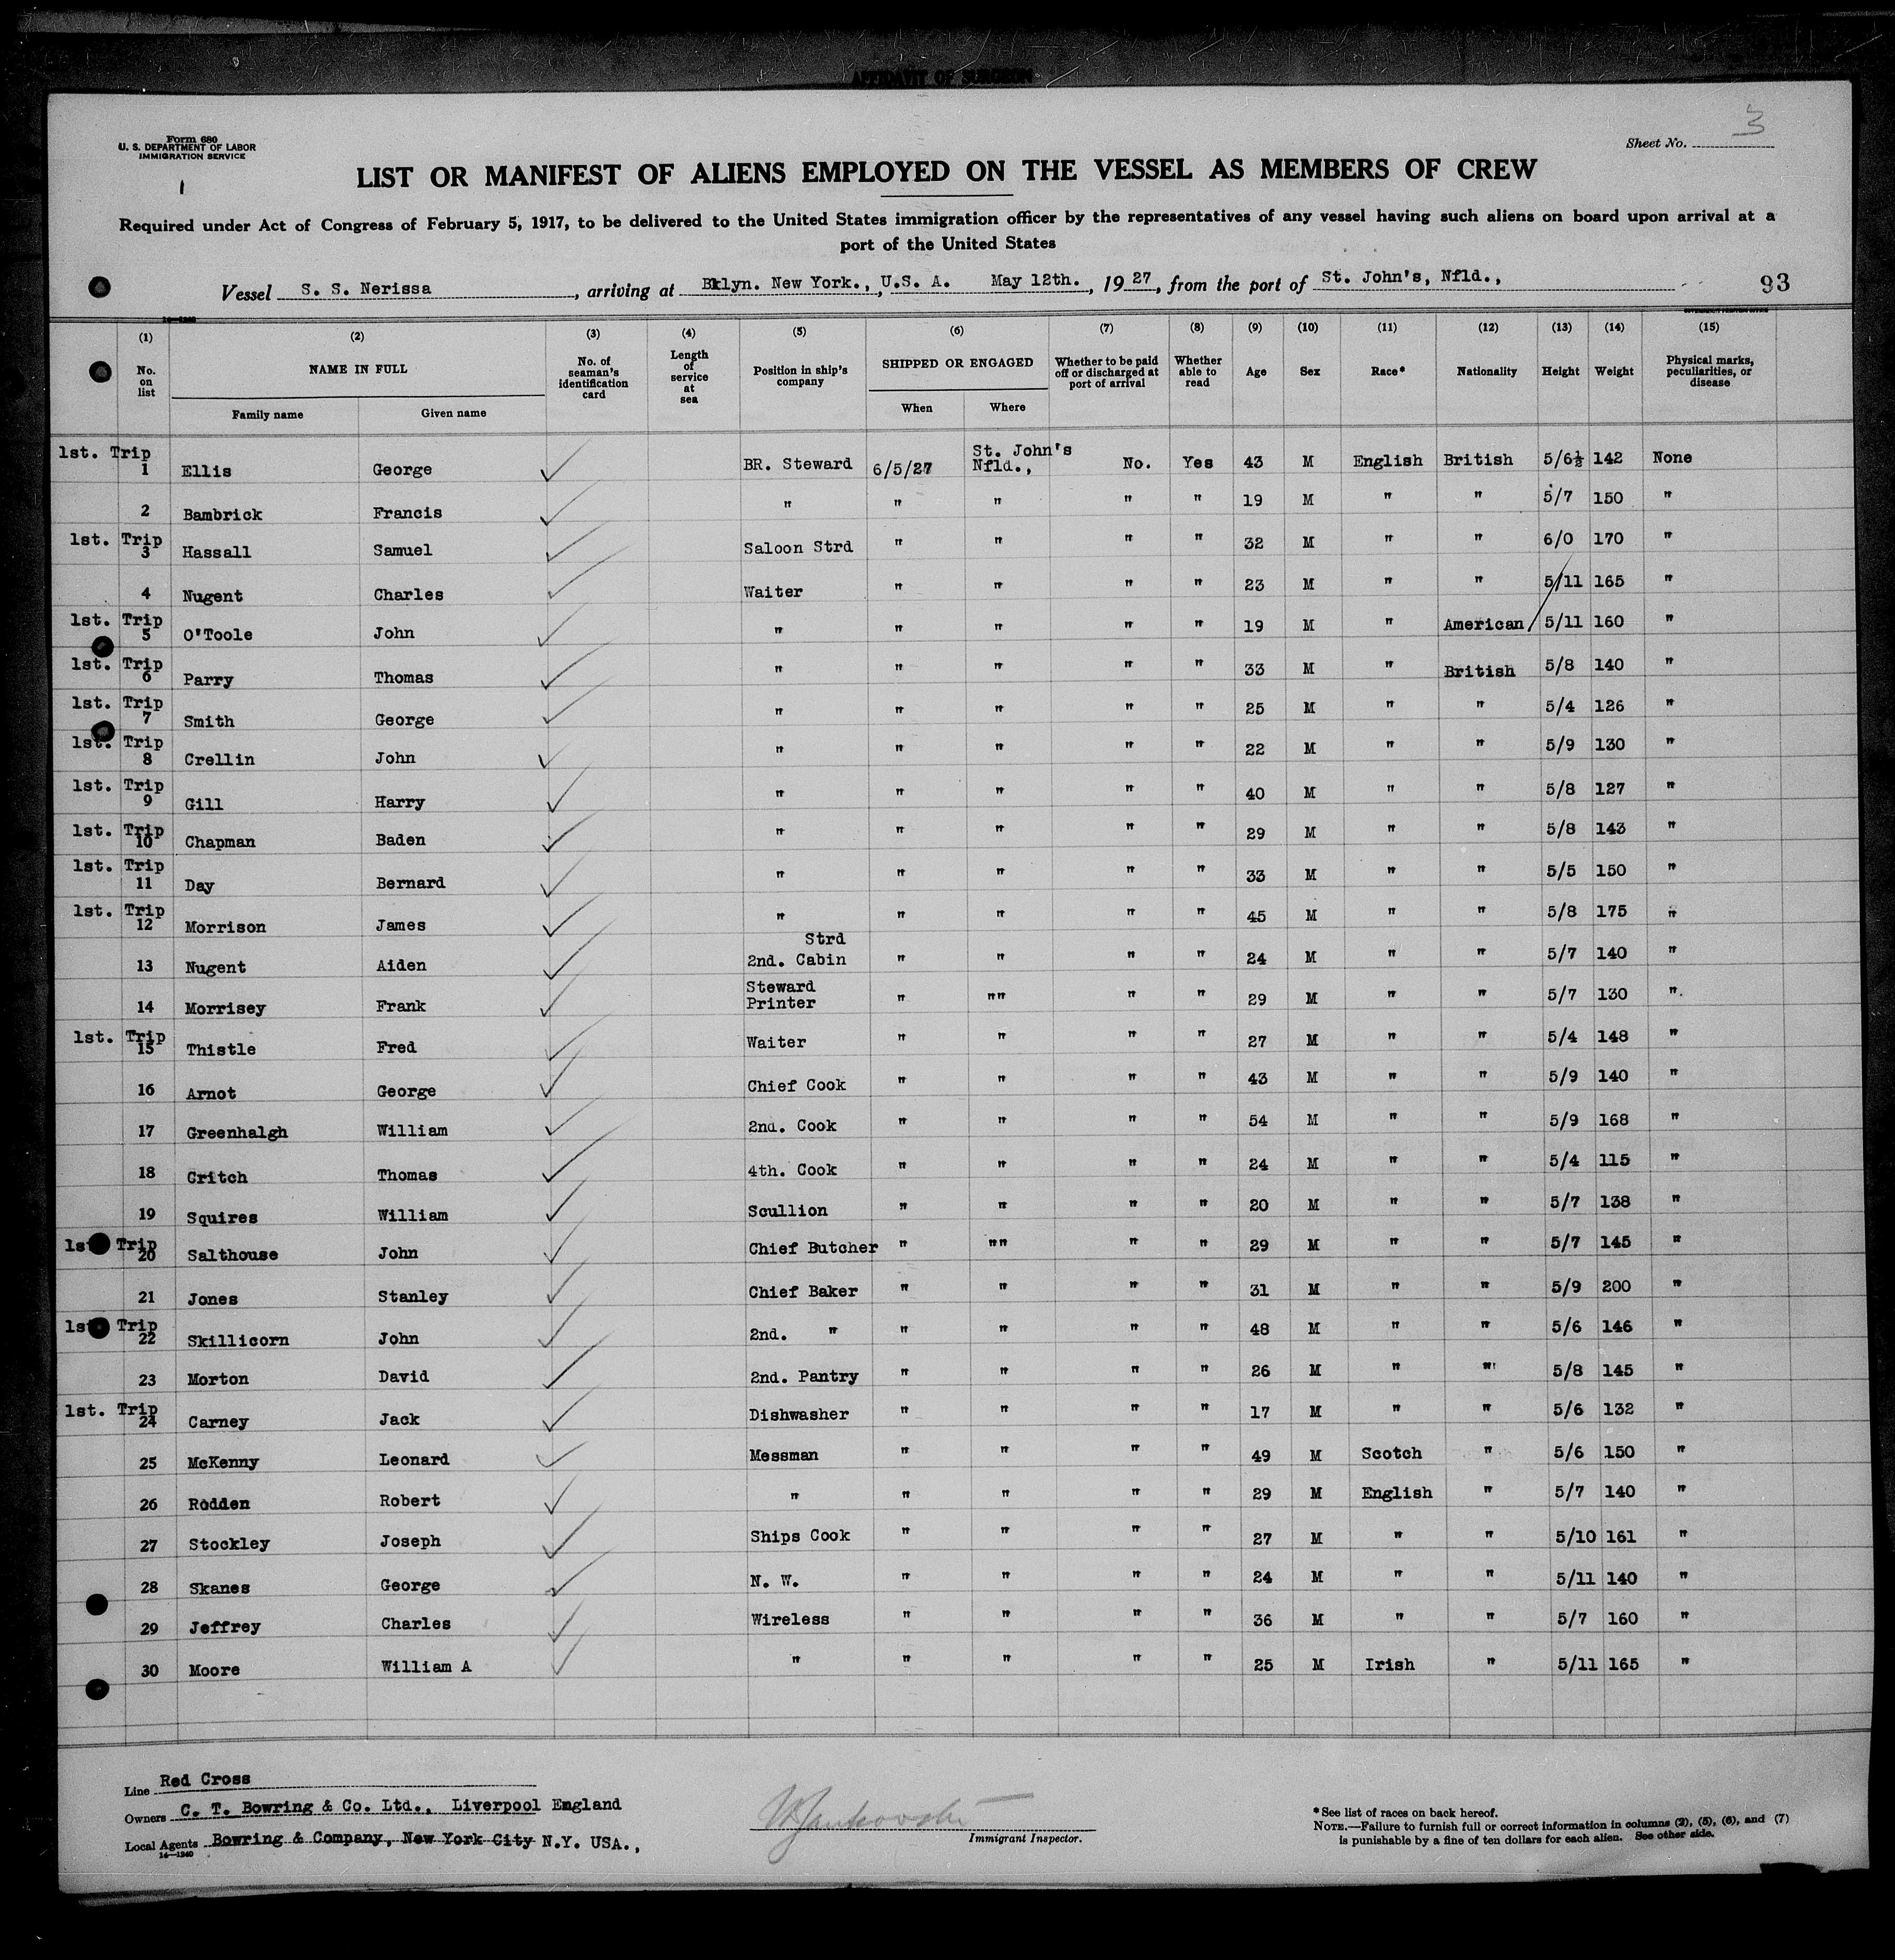 AFFIDAVIT OF SURGEON
Form 680
U. S. DEPARTMENT OF LABOR
IMMIGRATION SERVICE
1
Sheet No. 3
LIST OR MANIFEST OF ALIENS EMPLOYED ON THE VESSEL AS MEMBERS OF CREW
Required under Act of Congress of February 5, 1917, to be delivered to the United States immigration officer by the representatives of any vessel having such aliens on board upon arrival at a
port of the United States
Vessel S. S. Nerissa, arriving at Bklyn. New York., U.S. A. May 12th., 1927, from the port of St. John's, Nfld., 93
(1) (2) (3) (4) (5) (6) (7) (8) (9) (10) (11) (12) (13) (14) (15)
No. on list NAME IN FULL Family name Given name No. of seaman's identification card Length of service at sea Position in ship's company SHIPPED OR ENGAGED When Where Whether to be paid off or discharged at port of arrival Whether able to read Age Sex Race* Nationality Height Weight Physical marks, peculiarities, or disease
1st. Trip 1 Ellis George BR. Steward 6/5/27 St. John's Nfld., No. Yes 43 M English British 5/6½ 142 None
2 Bambrick Francis " " " " " 19 M " " 5/7 150 "
1st. Trip 3 Hassall Samuel Saloon Strd " " " " 32 M " " 6/0 170 "
4 Nugent Charles Waiter " " " " 23 M " " 5/11 165 "
1st. Trip 5 O'Toole John " " " " " 19 M " American 5/11 160 "
1st. Trip 6 Parry Thomas " " " " " 33 M " British 5/8 140 "
1st. Trip 7 Smith George " " " " " 25 M " " 5/4 126 "
1st. Trip 8 Crellin John " " " " " 22 M " " 5/9 130 "
1st. Trip 9 Gill Harry " " " " " 40 M " " 5/8 127 "
1st. Trip 10 Chapman Baden " " " " " 29 M " " 5/8 143 "
1st. Trip 11 Day Bernard " " " " " 33 M " " 5/5 150 "
1st. Trip 12 Morrison James " " " " " 45 M " " 5/8 175 "
13 Nugent Aiden Strd 2nd. Cabin " " " " 24 M " " 5/7 140 "
14 Morrisey Frank Steward Printer " "" " " 29 M " " 5/7 130 ".
1st. Trip 15 Thistle Fred Waiter " " " " 27 M " " 5/4 148 "
16 Arnot George Chief Cook " " " " 43 M " " 5/9 140 "
17 Greenhalgh William 2nd. Cook " " " " 54 M " " 5/9 168 "
18 Critch Thomas 4th. Cook " " " " 24 M " " 5/4 115 "
19 Squires William Scullion " " " " 20 M " " 5/7 138 "
1st. Trip 20 Salthouse John Chief Butcher " "" " " 29 M " " 5/7 145 "
21 Jones Stanley Chief Baker " " " " 31 M " " 5/9 200 "
1st. Trip 22 Skillicorn John 2nd. " " " " " 48 M " " 5/6 146 "
23 Morton David 2nd. Pantry " " " " 26 M " " 5/8 145 "
1st. Trip 24 Carney Jack Dishwasher " " " " 17 M " " 5/6 132 "
25 McKenny Leonard Messman " " " " 49 M Scotch " 5/6 150 "
26 Rodden Robert " " " " " 29 M English " 5/7 140 "
27 Stockley Joseph Ships Cook " " " " 27 M " " 5/10 161 "
28 Skanes George N. W. " " " " 24 M " " 5/11 140 "
29 Jeffrey Charles Wireless " " " " 36 M " " 5/7 160 "
30 Moore William A " " " " " 25 M Irish " 5/11 165 "
Line Red Cross
Owners C. T. Bowring & Co. Ltd., Liverpool England
Local Agents Bowring & Company, New York City N.Y. USA.,
14—1240
Immigrant Inspector.
*See list of races on back hereof.
NOTE.—Failure to furnish full or correct information in columns (2), (5), (6), and (7)
is punishable by a fine of ten dollars for each alien. See other side.